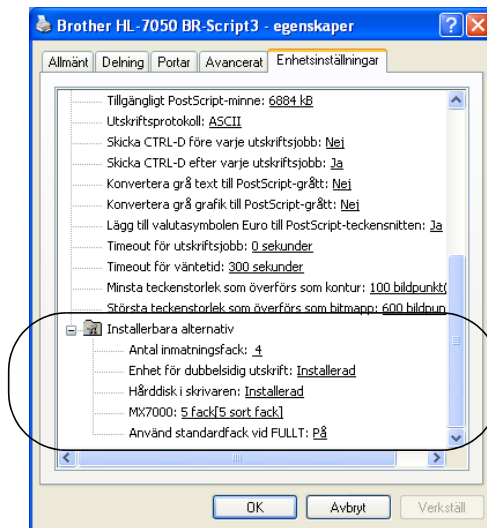 Brother HL-7050 BR-Script3 - egenskaper
Allmänt Delning Portar Avancerat Enhetsinställningar
Tillgängligt PostScript-minne: 6884 kB
Utskriftsprotokoll: ASCII
Skicka CTRL-D före varje utskriftsjobb: Nej
Skicka CTRL-D efter varje utskriftsjobb: Ja
Konvertera grå text till PostScript-grått: Nej
Konvertera grå grafik till PostScript-grått: Nej
Lägg till valutasymbolen Euro till PostScript-teckensnitten: Ja
Timeout för utskriftsjobb: 0 sekunder
Timeout för väntetid: 300 sekunder
Minsta teckenstorlek som överförs som kontur: 100 bildpunkt(
Största teckenstorlek som överförs som bitmapp: 600 bildpun
Installerbara alternativ
Antal inmatningsfack: 4
Enhet för dubbelsidig utskrift: Installerad
Hårddisk i skrivaren: Installerad
MX7000: 5 fack[5 sort fack]
Använd standardfack vid FULLT: På
OK Avbryt Verkställ